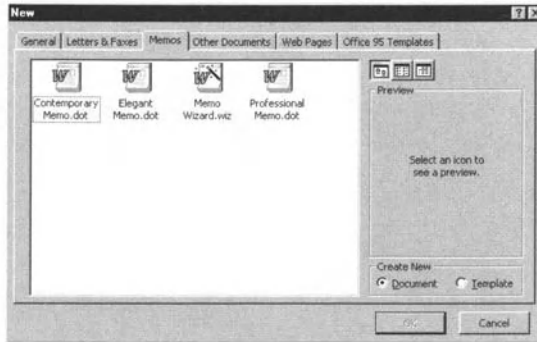 New
General
Letters & Faxes
Memos
Other Documents
Web Pages
Office 95 Templates
Contemporary
Memo.dot
Elegant
Memo.dot
Memo
Wizard.wiz
Professional
Memo.dot
Preview
Select an icon to
see a preview.
Create New
Document
Template
OK
Cancel